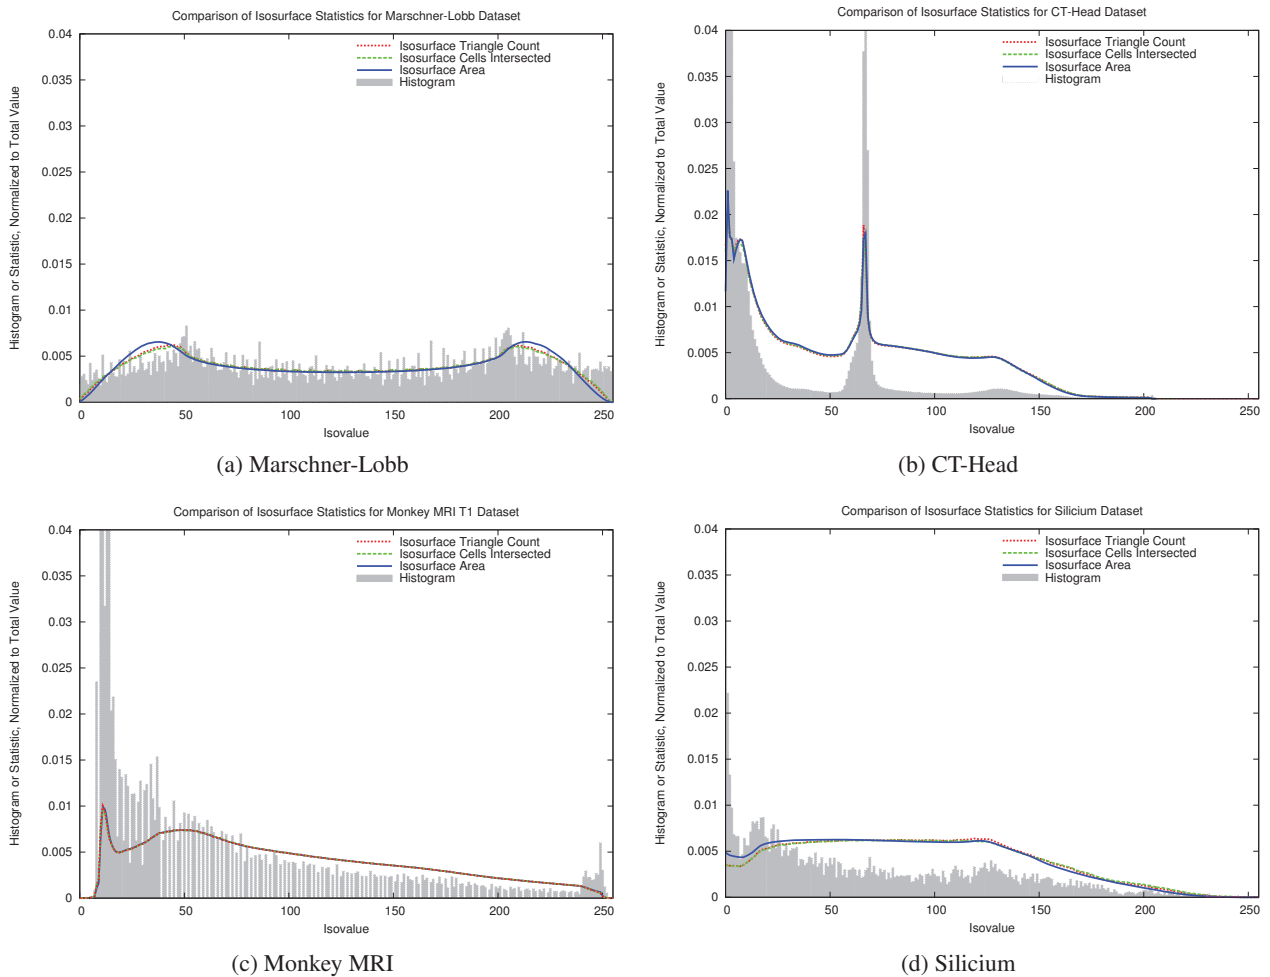 Comparison of Isosurface Statistics for Marschner-Lobb Dataset
Histogram or Statistic, Normalized to Total Value
0.04
0.035
0.03
0.025
0.02
0.015
0.01
0.005
0
Isosurface Triangle Count
Isosurface Cells Intersected
Isosurface Area
Histogram
0 50 100 150 200 250
Isovalue
(a) Marschner-Lobb
Comparison of Isosurface Statistics for CT-Head Dataset
Histogram or Statistic, Normalized to Total Value
0.04
0.035
0.03
0.025
0.02
0.015
0.01
0.005
0
Isosurface Triangle Count
Isosurface Cells Intersected
Isosurface Area
Histogram
0 50 100 150 200 250
Isovalue
(b) CT-Head
Comparison of Isosurface Statistics for Monkey MRI T1 Dataset
Histogram or Statistic, Normalized to Total Value
0.04
0.035
0.03
0.025
0.02
0.015
0.01
0.005
0
Isosurface Triangle Count
Isosurface Cells Intersected
Isosurface Area
Histogram
0 50 100 150 200 250
Isovalue
(c) Monkey MRI
Comparison of Isosurface Statistics for Silicium Dataset
Histogram or Statistic, Normalized to Total Value
0.04
0.035
0.03
0.025
0.02
0.015
0.01
0.005
0
Isosurface Triangle Count
Isosurface Cells Intersected
Isosurface Area
Histogram
0 50 100 150 200 250
Isovalue
(d) Silicium